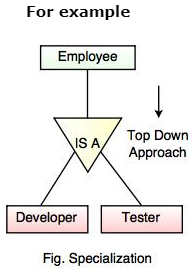 For example
Employee
IS A
Top Down
Approach
Developer
Tester
Fig. Specialization